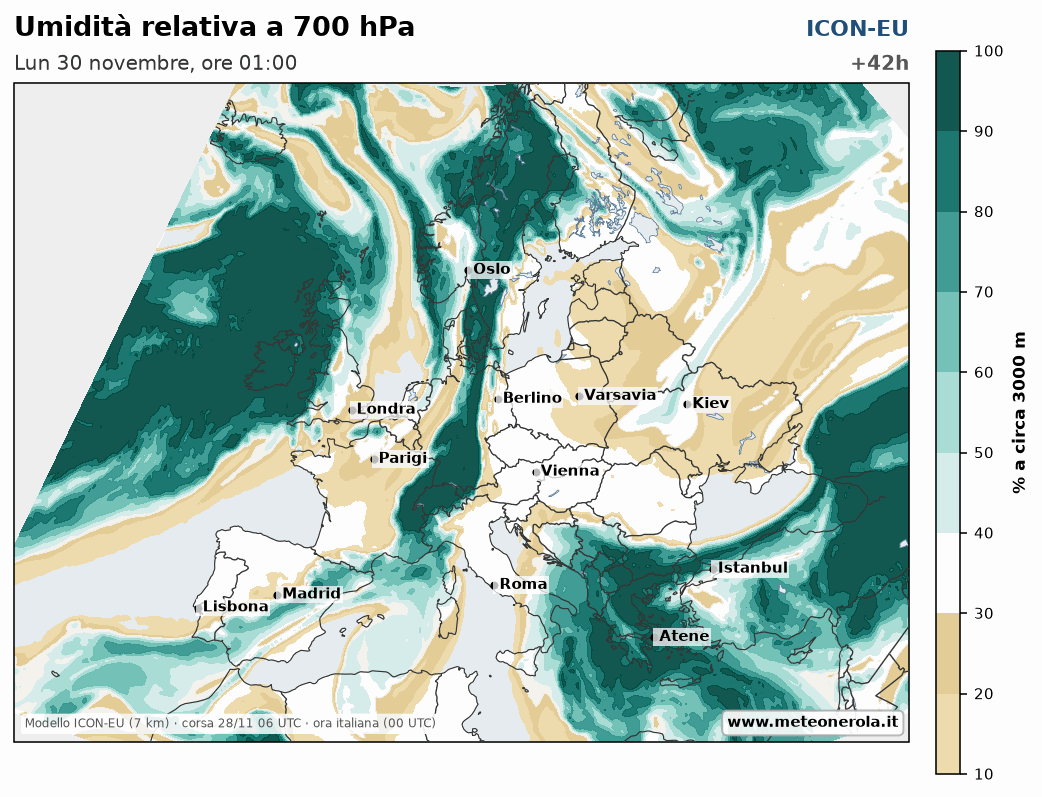 Umidità relativa a 700 hPa
ICON-EU
Lun 30 novembre, ore 01:00
+42h
100
90
80
70
60
50
40
30
20
10
% a circa 3000 m
Oslo
Berlino
Varsavia
Kiev
Londra
Parigi
Vienna
Istanbul
Roma
Madrid
Lisbona
Atene
Modello ICON-EU (7 km) · corsa 28/11 06 UTC · ora italiana (00 UTC)
www.meteonerola.it